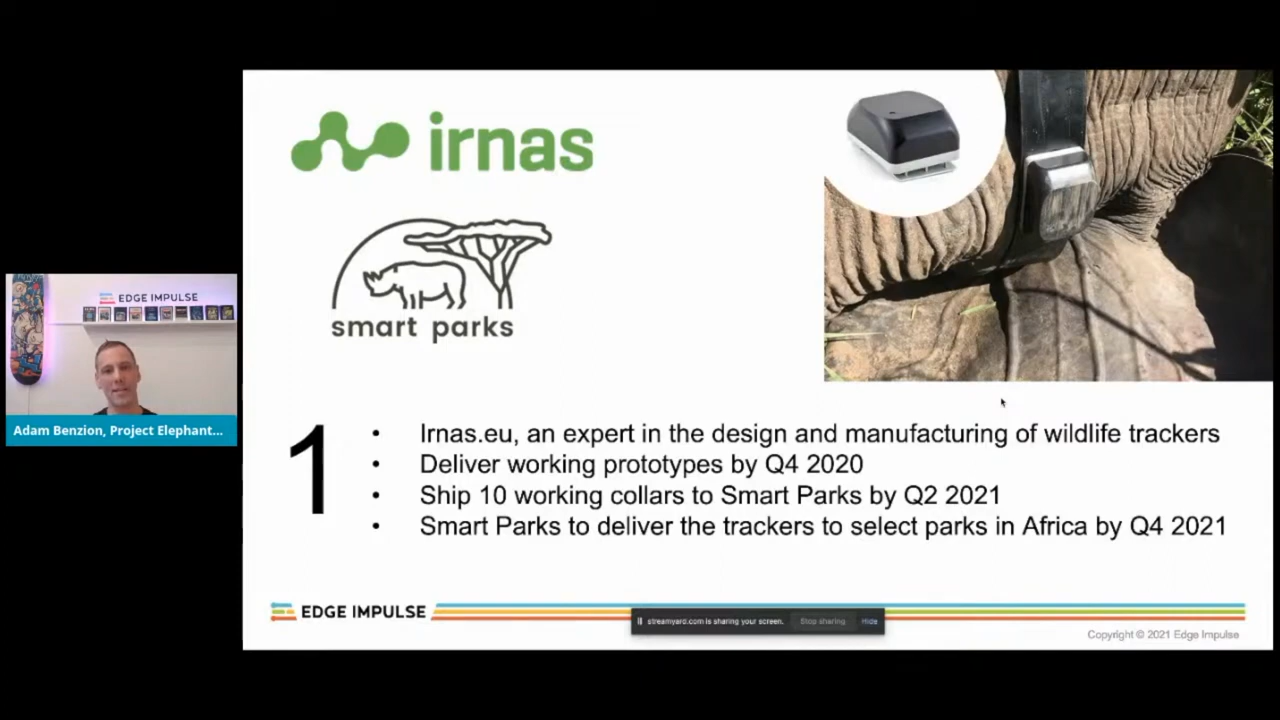 irnas
smart parks
EDGE IMPULSE
Adam Benzion, Project Elephant...
1
• Irnas.eu, an expert in the design and manufacturing of wildlife trackers
• Deliver working prototypes by Q4 2020
• Ship 10 working collars to Smart Parks by Q2 2021
• Smart Parks to deliver the trackers to select parks in Africa by Q4 2021
EDGE IMPULSE
streamyard.com is sharing your screen. Stop sharing Hide
Copyright © 2021 Edge Impulse